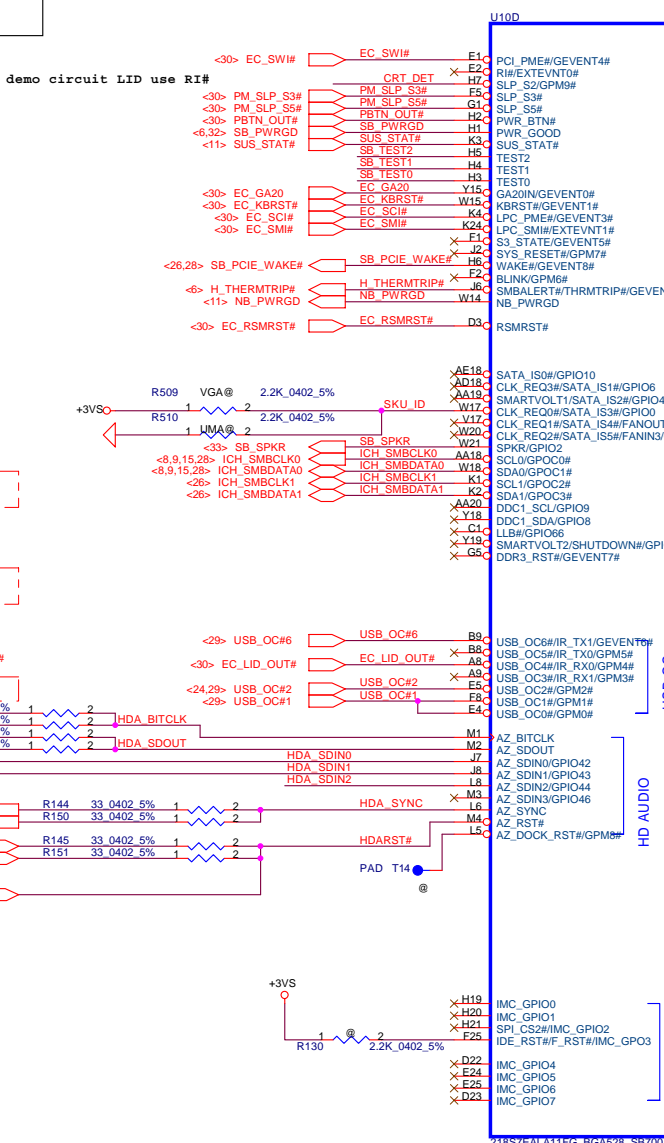 U10D
demo circuit LID use RI#
<30> EC_SWI# EC_SWI# E1 PCI_PME#/GEVENT4#
E2 RI#/EXTEVNT0#
CRT_DET H7 SLP_S2/GPM9#
<30> PM_SLP_S3# PM_SLP_S3# F5 SLP_S3#
<30> PM_SLP_S5# PM_SLP_S5# G1 SLP_S5#
<30> PBTN_OUT# PBTN_OUT# H2 PWR_BTN#
<6,32> SB_PWRGD SB_PWRGD H1 PWR_GOOD
<11> SUS_STAT# SUS_STAT# K3 SUS_STAT#
SB_TEST2 H5 TEST2
SB_TEST1 H4 TEST1
SB_TEST0 H3 TEST0
<30> EC_GA20 EC_GA20 Y15 GA20IN/GEVENT0#
<30> EC_KBRST# EC_KBRST# W15 KBRST#/GEVENT1#
<30> EC_SCI# EC_SCI# K4 LPC_PME#/GEVENT3#
<30> EC_SMI# EC_SMI# K24 LPC_SMI#/EXTEVNT1#
F1 S3_STATE/GEVENT5#
J2 SYS_RESET#/GPM7#
<26,28> SB_PCIE_WAKE# SB_PCIE_WAKE# H6 WAKE#/GEVENT8#
F2 BLINK/GPM6#
<6> H_THERMTRIP# H_THERMTRIP# J6 SMBALERT#/THRMTRIP#/GEVEN
<11> NB_PWRGD NB_PWRGD W14 NB_PWRGD
<30> EC_RSMRST# EC_RSMRST# D3 RSMRST#
AE18 SATA_IS0#/GPIO10
AD18 CLK_REQ3#/SATA_IS1#/GPIO6
R509 VGA@ 2.2K_0402_5% AA19 SMARTVOLT1/SATA_IS2#/GPIO4
+3VS 1 2 SKU_ID W17 CLK_REQ0#/SATA_IS3#/GPIO0
R510 2.2K_0402_5% V17 CLK_REQ1#/SATA_IS4#/FANOUT
1 UMA@ 2 W20 CLK_REQ2#/SATA_IS5#/FANIN3/
<33> SB_SPKR SB_SPKR W21 SPKR/GPIO2
<8,9,15,28> ICH_SMBCLK0 ICH_SMBCLK0 AA18 SCL0/GPOC0#
<8,9,15,28> ICH_SMBDATA0 ICH_SMBDATA0 W18 SDA0/GPOC1#
<26> ICH_SMBCLK1 ICH_SMBCLK1 K1 SCL1/GPOC2#
<26> ICH_SMBDATA1 ICH_SMBDATA1 K2 SDA1/GPOC3#
AA20 DDC1_SCL/GPIO9
Y18 DDC1_SDA/GPIO8
C1 LLB#/GPIO66
Y19 SMARTVOLT2/SHUTDOWN#/GPI
G5 DDR3_RST#/GEVENT7#
<29> USB_OC#6 USB_OC#6 B9 USB_OC6#/IR_TX1/GEVENT6#
B8 USB_OC5#/IR_TX0/GPM5#
<30> EC_LID_OUT# EC_LID_OUT# A8 USB_OC4#/IR_RX0/GPM4#
A9 USB_OC3#/IR_RX1/GPM3#
<24,29> USB_OC#2 USB_OC#2 E5 USB_OC2#/GPM2#
<29> USB_OC#1 USB_OC#1 F8 USB_OC1#/GPM1#
E4 USB_OC0#/GPM0#
% 1 2
% 1 2 HDA_BITCLK M1 AZ_BITCLK
% 1 2
% 1 2 HDA_SDOUT M2 AZ_SDOUT
HDA_SDIN0 J7 AZ_SDIN0/GPIO42
HDA_SDIN1 J8 AZ_SDIN1/GPIO43
HDA_SDIN2 L8 AZ_SDIN2/GPIO44
M3 AZ_SDIN3/GPIO46
R144 33_0402_5% 1 2 HDA_SYNC L6 AZ_SYNC
R150 33_0402_5% 1 2 M4 AZ_RST#
L5 AZ_DOCK_RST#/GPM8#
R145 33_0402_5% 1 2 HDARST#
R151 33_0402_5% 1 2
HD AUDIO
PAD T14
@
+3VS
H19 IMC_GPIO0
H20 IMC_GPIO1
H21 SPI_CS2#/IMC_GPIO2
R130 1 @ 2 2.2K_0402_5% F25 IDE_RST#/F_RST#/IMC_GPO3
D22 IMC_GPIO4
E24 IMC_GPIO5
E25 IMC_GPIO6
D23 IMC_GPIO7